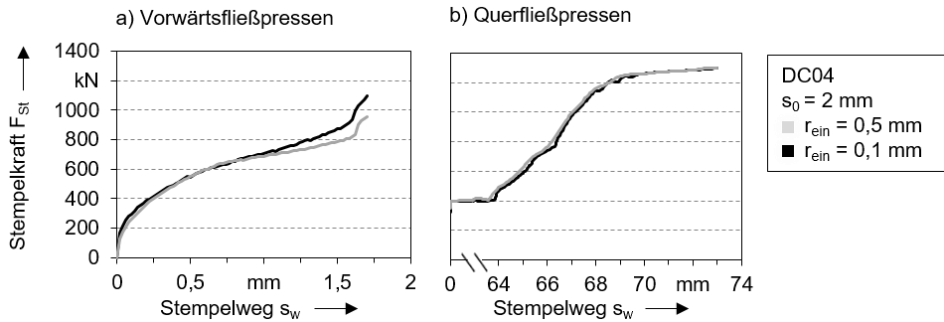 a) Vorwärtsfließpressen
b) Querfließpressen
Stempelkraft F_St
1400
kN
1000
800
600
400
200
0
0 0,5 mm 1,5 2
Stempelweg s_w
0 64 66 68 70 mm 74
Stempelweg s_w
DC04
s_0 = 2 mm
r_ein = 0,5 mm
r_ein = 0,1 mm